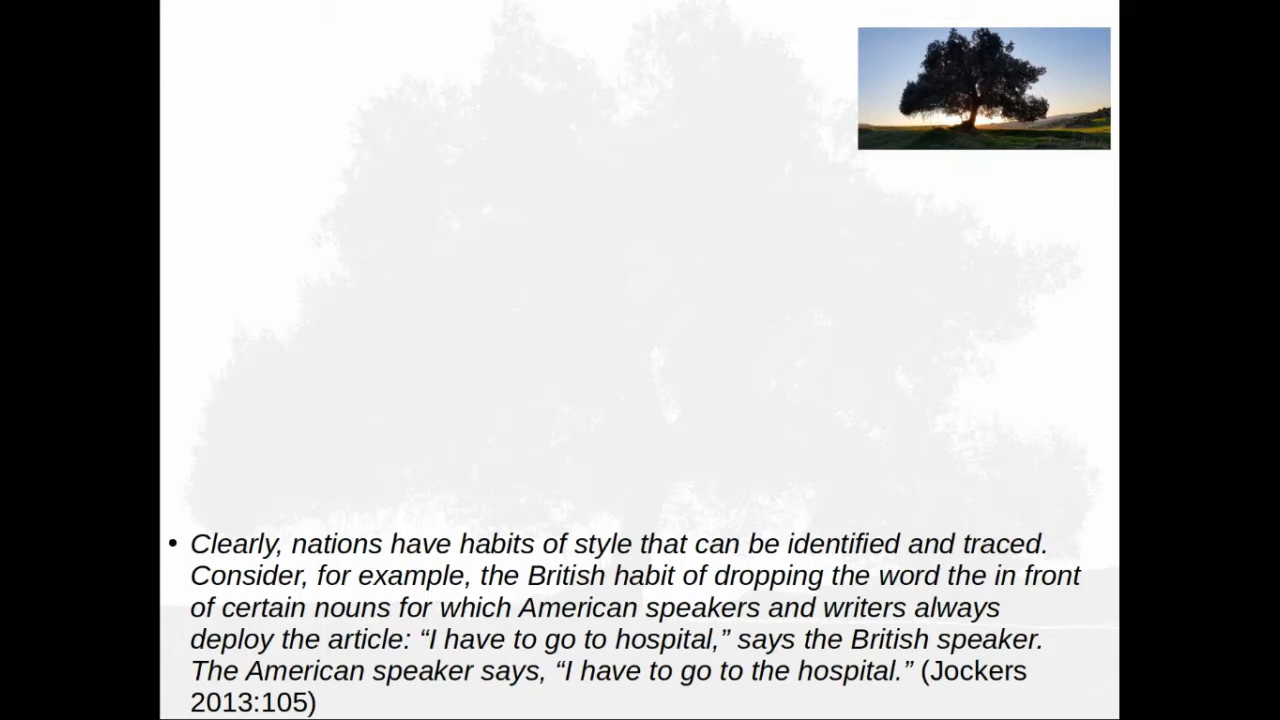 • Clearly, nations have habits of style that can be identified and traced.
Consider, for example, the British habit of dropping the word the in front
of certain nouns for which American speakers and writers always
deploy the article: “I have to go to hospital,” says the British speaker.
The American speaker says, “I have to go to the hospital.” (Jockers
2013:105)